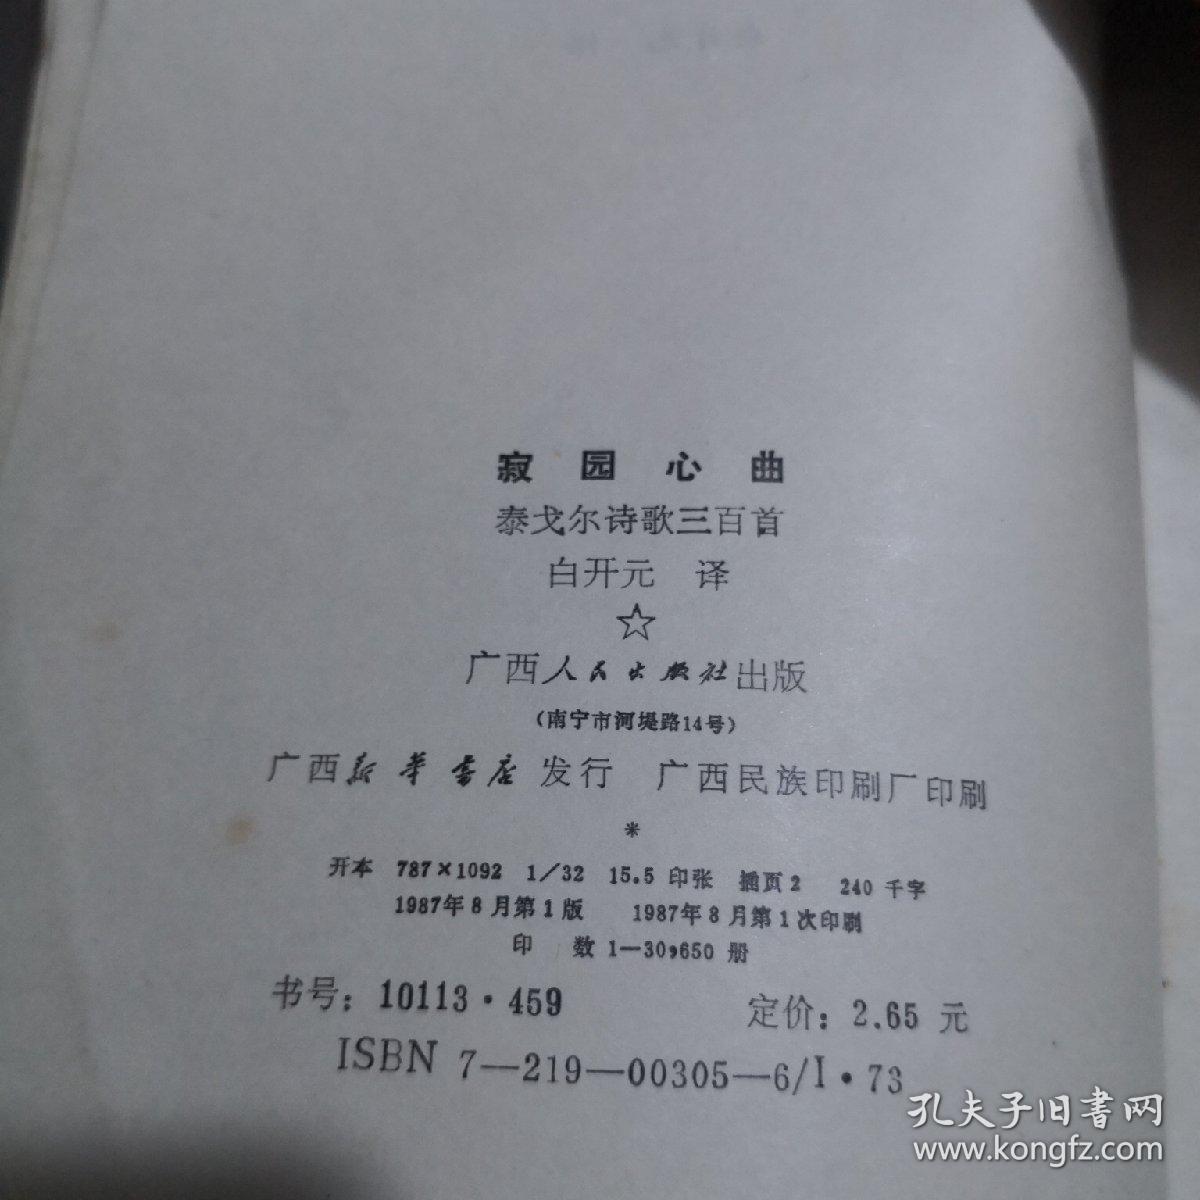 寂园心曲
泰戈尔诗歌三百首
白开元 译
☆
广西人民出版社出版
(南宁市河堤路14号)
广西新华书店发行 广西民族印刷厂印刷
*
开本 787×1092 1/32 15.5 印张 插页2 240 千字
1987年8月第1版 1987年8月第1次印刷
印 数 1—30,650 册
书号: 10113·459 定价: 2.65 元
ISBN 7—219—00305—6/I·73
孔夫子旧书网
www.kongfz.com